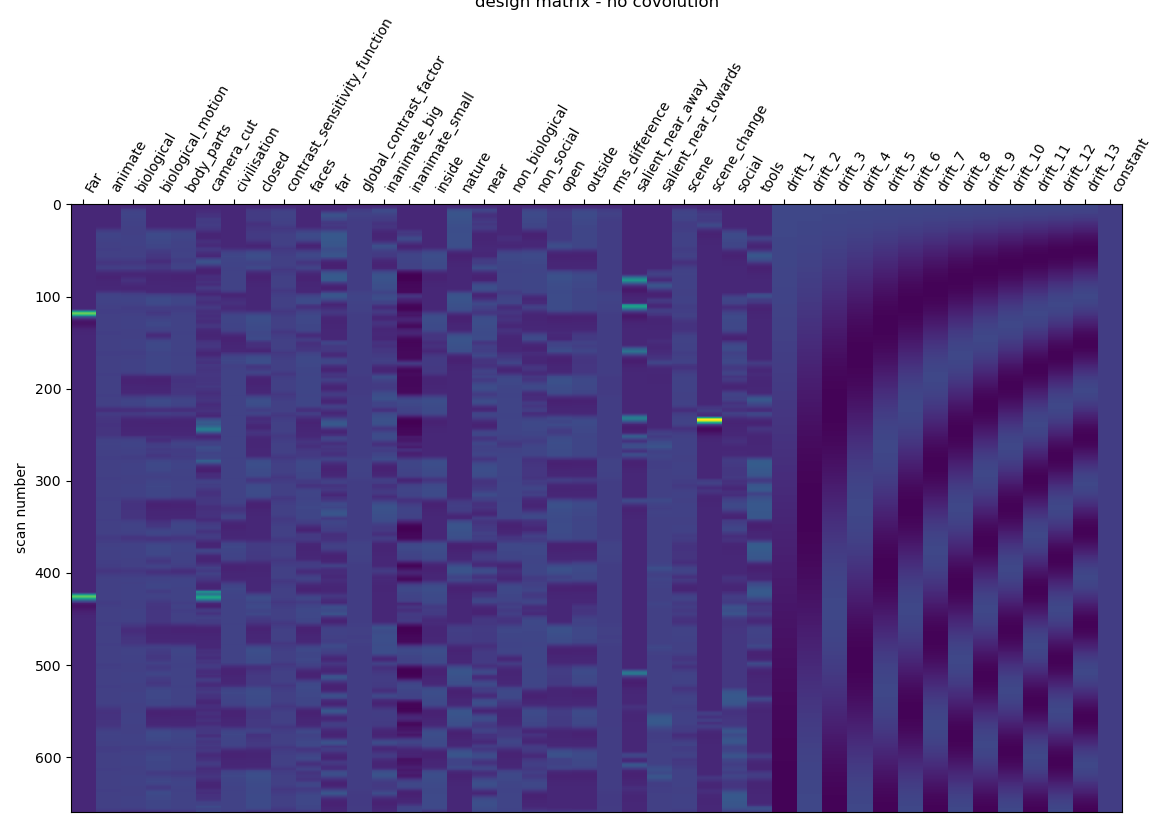 design matrix - no covolution
Far
animate
biological
biological_motion
body_parts
camera_cut
civilisation
closed
contrast_sensitivity_function
faces
far
global_contrast_factor
inanimate_big
inanimate_small
inside
nature
near
non_biological
non_social
open
outside
rms_difference
salient_near_away
salient_near_towards
scene
scene_change
social
tools
drift_1
drift_2
drift_3
drift_4
drift_5
drift_6
drift_7
drift_8
drift_9
drift_10
drift_11
drift_12
drift_13
constant
0
100
200
300
400
500
600
scan number